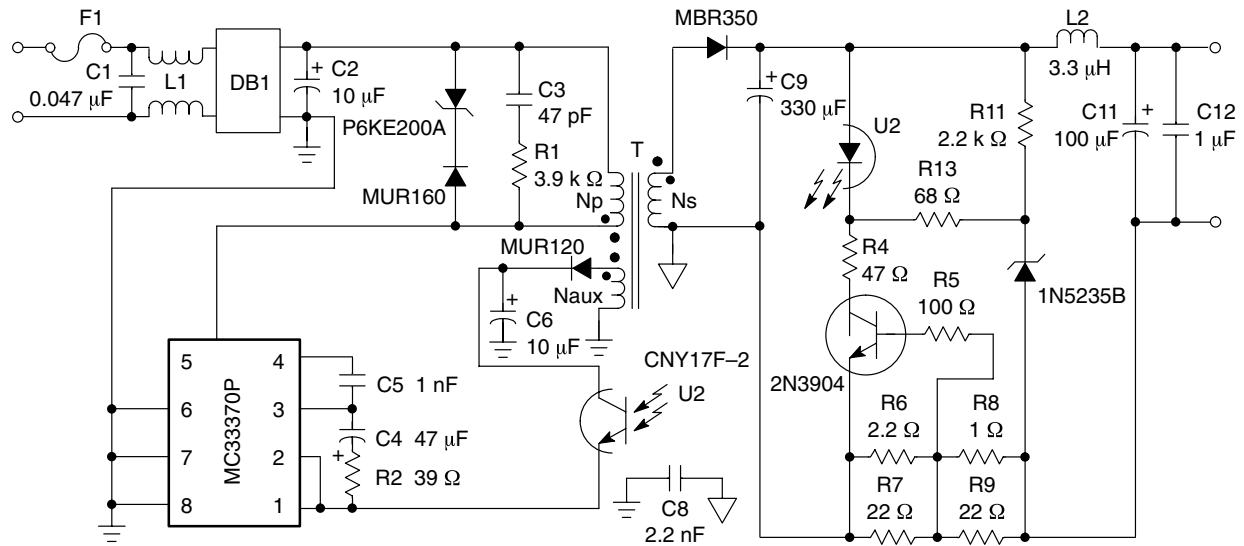 F1
C1
0.047 μF
L1
DB1
+
C2
10 μF
P6KE200A
MUR160
C3
47 pF
R1
3.9 k Ω
T
Np
Ns
MUR120
Naux
+
C6
10 μF
MBR350
+
C9
330 μF
U2
R4
47 Ω
R13
68 Ω
R11
2.2 k Ω
L2
3.3 μH
C11
+
100 μF
C12
1 μF
1N5235B
R5
100 Ω
2N3904
R6
2.2 Ω
R8
1 Ω
R7
22 Ω
R9
22 Ω
CNY17F–2
U2
C8
2.2 nF
MC33370P
5
4
6
3
7
2
8
1
C5 1 nF
C4 47 μF
+
R2 39 Ω